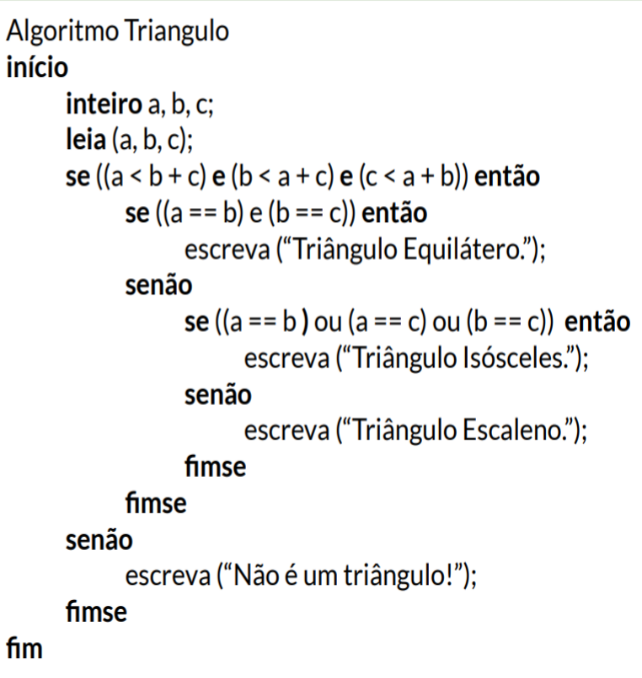 Algoritmo Triangulo
início
inteiro a, b, c;
leia (a, b, c);
se ((a < b + c) e (b < a + c) e (c < a + b)) então
se ((a == b) e (b == c)) então
escreva (“Triângulo Equilátero.”);
senão
se ((a == b ) ou (a == c) ou (b == c)) então
escreva (“Triângulo Isósceles.”);
senão
escreva (“Triângulo Escaleno.”);
fimse
fimse
senão
escreva (“Não é um triângulo!”);
fimse
fim